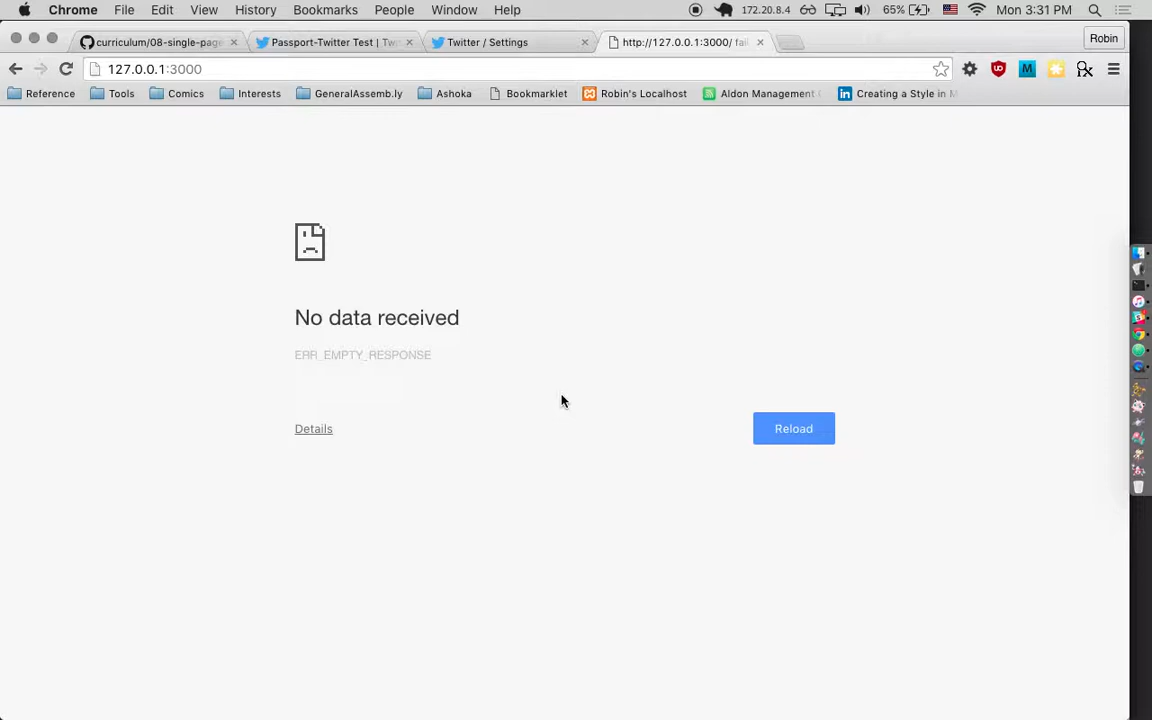 Chrome File Edit View History Bookmarks People Window Help 172.20.8.4 65% Mon 3:31 PM
curriculum/08-single-page Passport-Twitter Test | Tw Twitter / Settings http://127.0.0.1:3000/ fai Robin
127.0.0.1:3000
Reference Tools Comics Interests GeneralAssemb.ly Ashoka Bookmarklet Robin's Localhost Aldon Management Creating a Style in M
No data received
ERR_EMPTY_RESPONSE
Details Reload